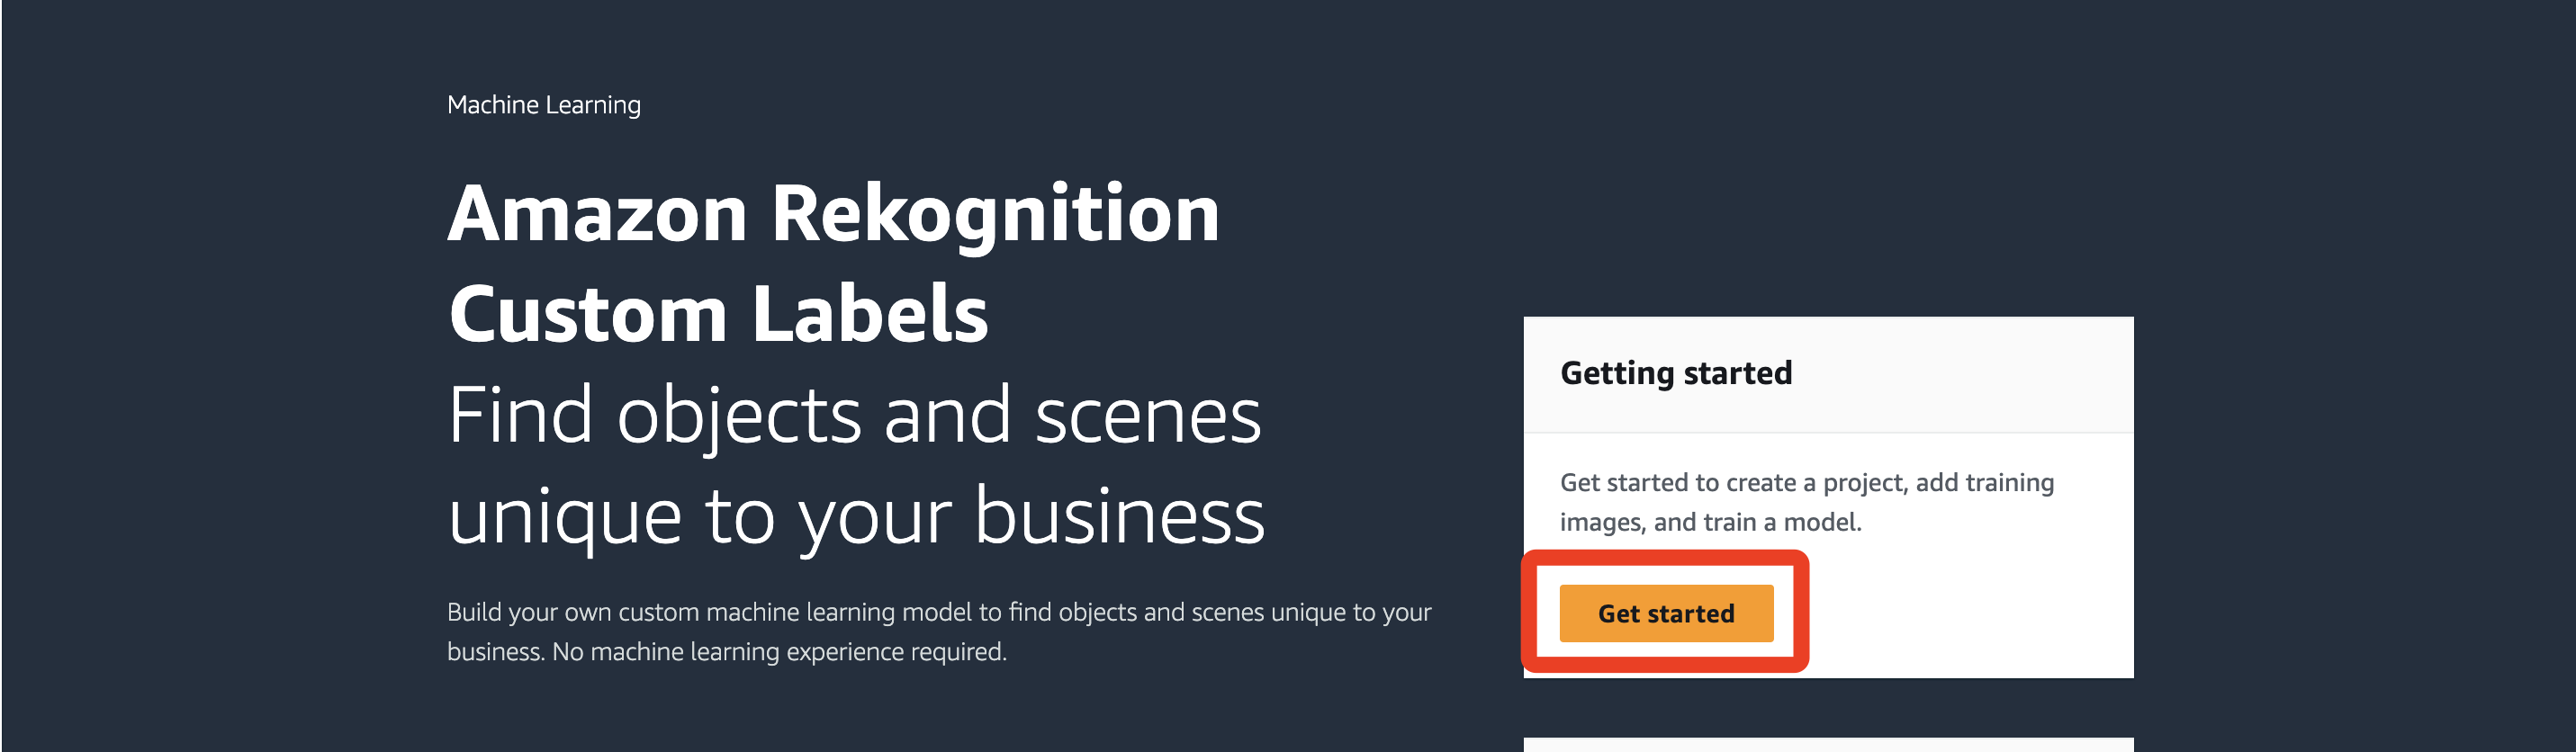 Machine Learning
Amazon Rekognition
Custom Labels
Find objects and scenes
unique to your business
Build your own custom machine learning model to find objects and scenes unique to your
business. No machine learning experience required.
Getting started
Get started to create a project, add training
images, and train a model.
Get started